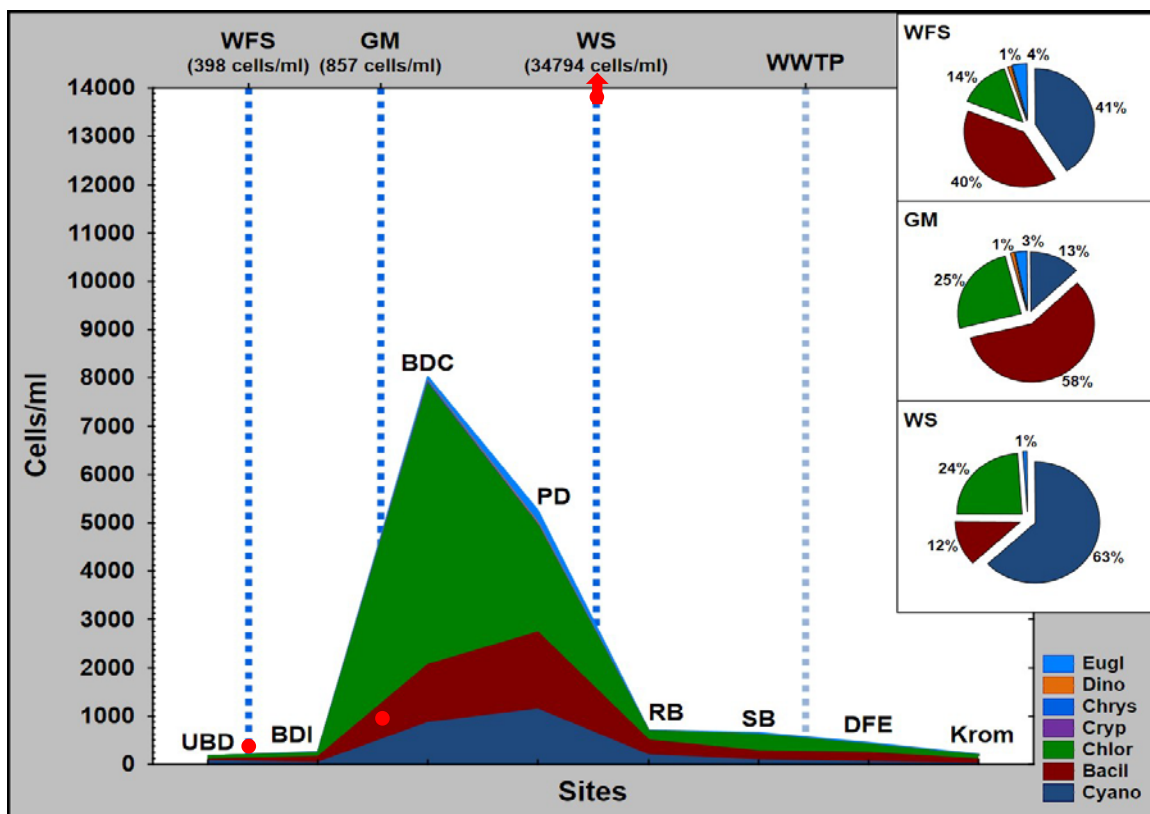 WFS
(398 cells/ml)
GM
(857 cells/ml)
WS
(34794 cells/ml)
WWTP
14000
13000
12000
11000
10000
9000
8000
7000
6000
5000
4000
3000
2000
1000
0
Cells/ml
UBD
BDI
BDC
PD
RB
SB
DFE
Krom
Sites
WFS
1%
4%
14%
41%
40%
GM
1%
3%
13%
25%
58%
WS
1%
24%
12%
63%
Eugl
Dino
Chrys
Cryp
Chlor
Bacil
Cyano